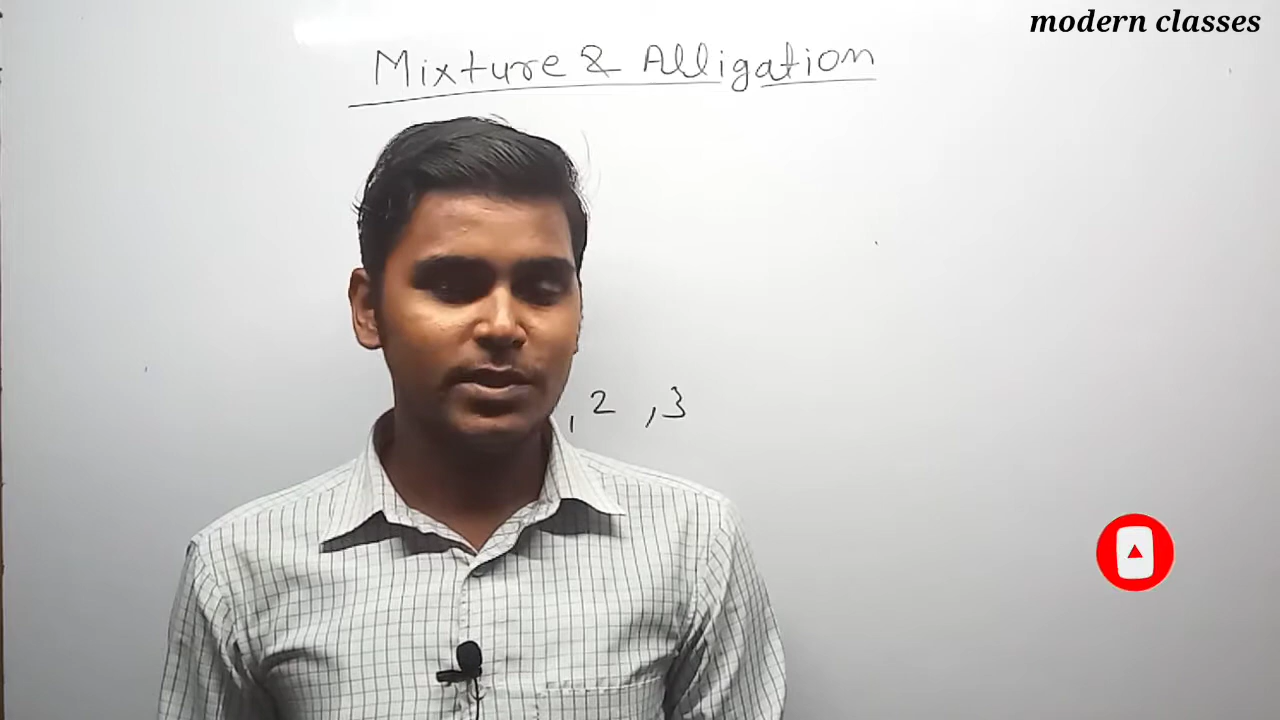 modern classes
Mixture & Alligation
, 2 , 3